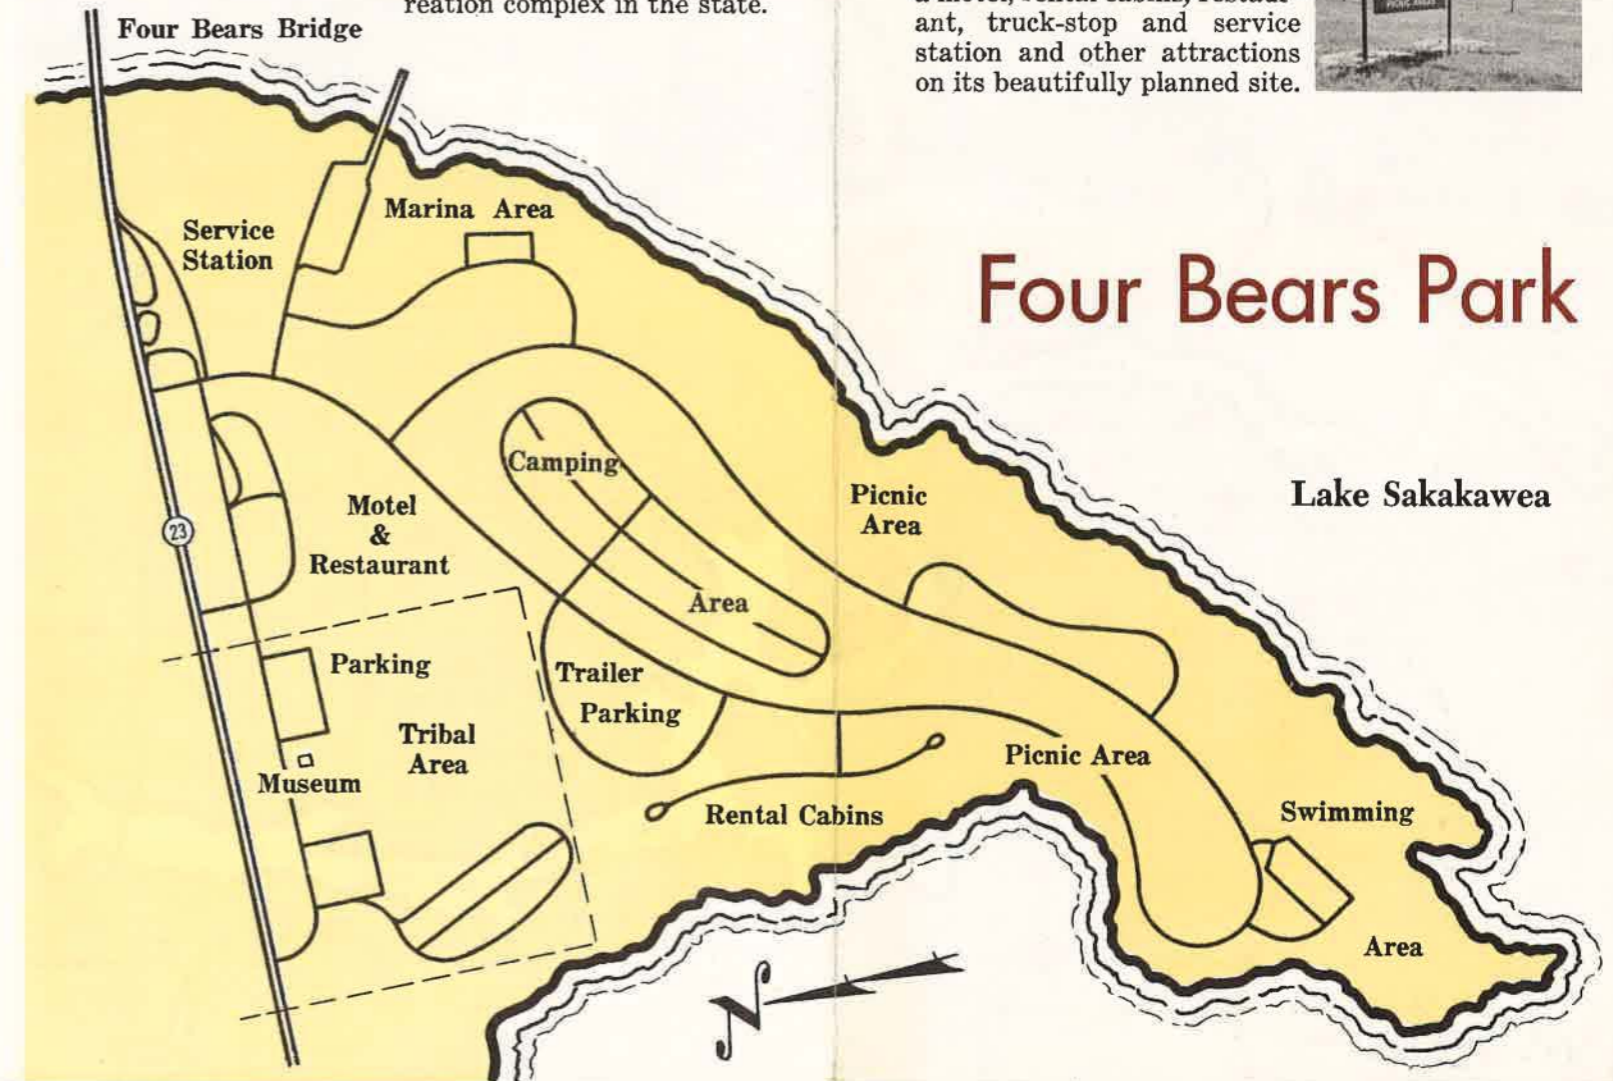 reation complex in the state.
ant, truck-stop and service
station and other attractions
on its beautifully planned site.
PICNIC AREA
Four Bears Bridge
Service
Station
Marina Area
Four Bears Park
Camping
Area
Picnic
Area
Lake Sakakawea
23
Motel
&
Restaurant
Parking
Tribal
Area
Museum
Trailer
Parking
Rental Cabins
Picnic Area
Swimming
Area
N